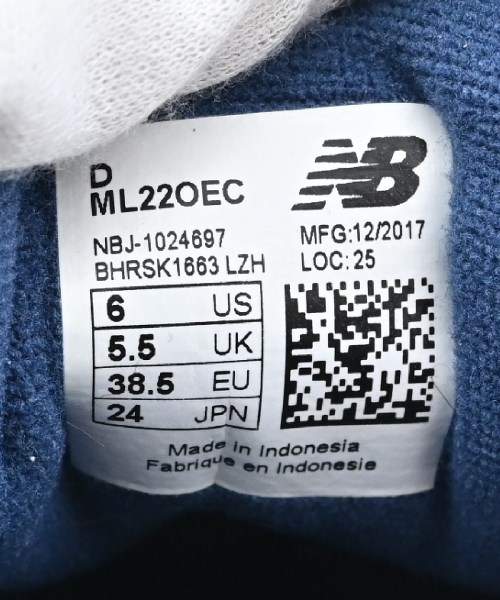 D
ML220EC
NB
NBJ-1024697
BHRSK1663 LZH
MFG:12/2017
LOC: 25
6 US
5.5 UK
38.5 EU
24 JPN
Made in Indonesia
Fabriqué en Indonesie